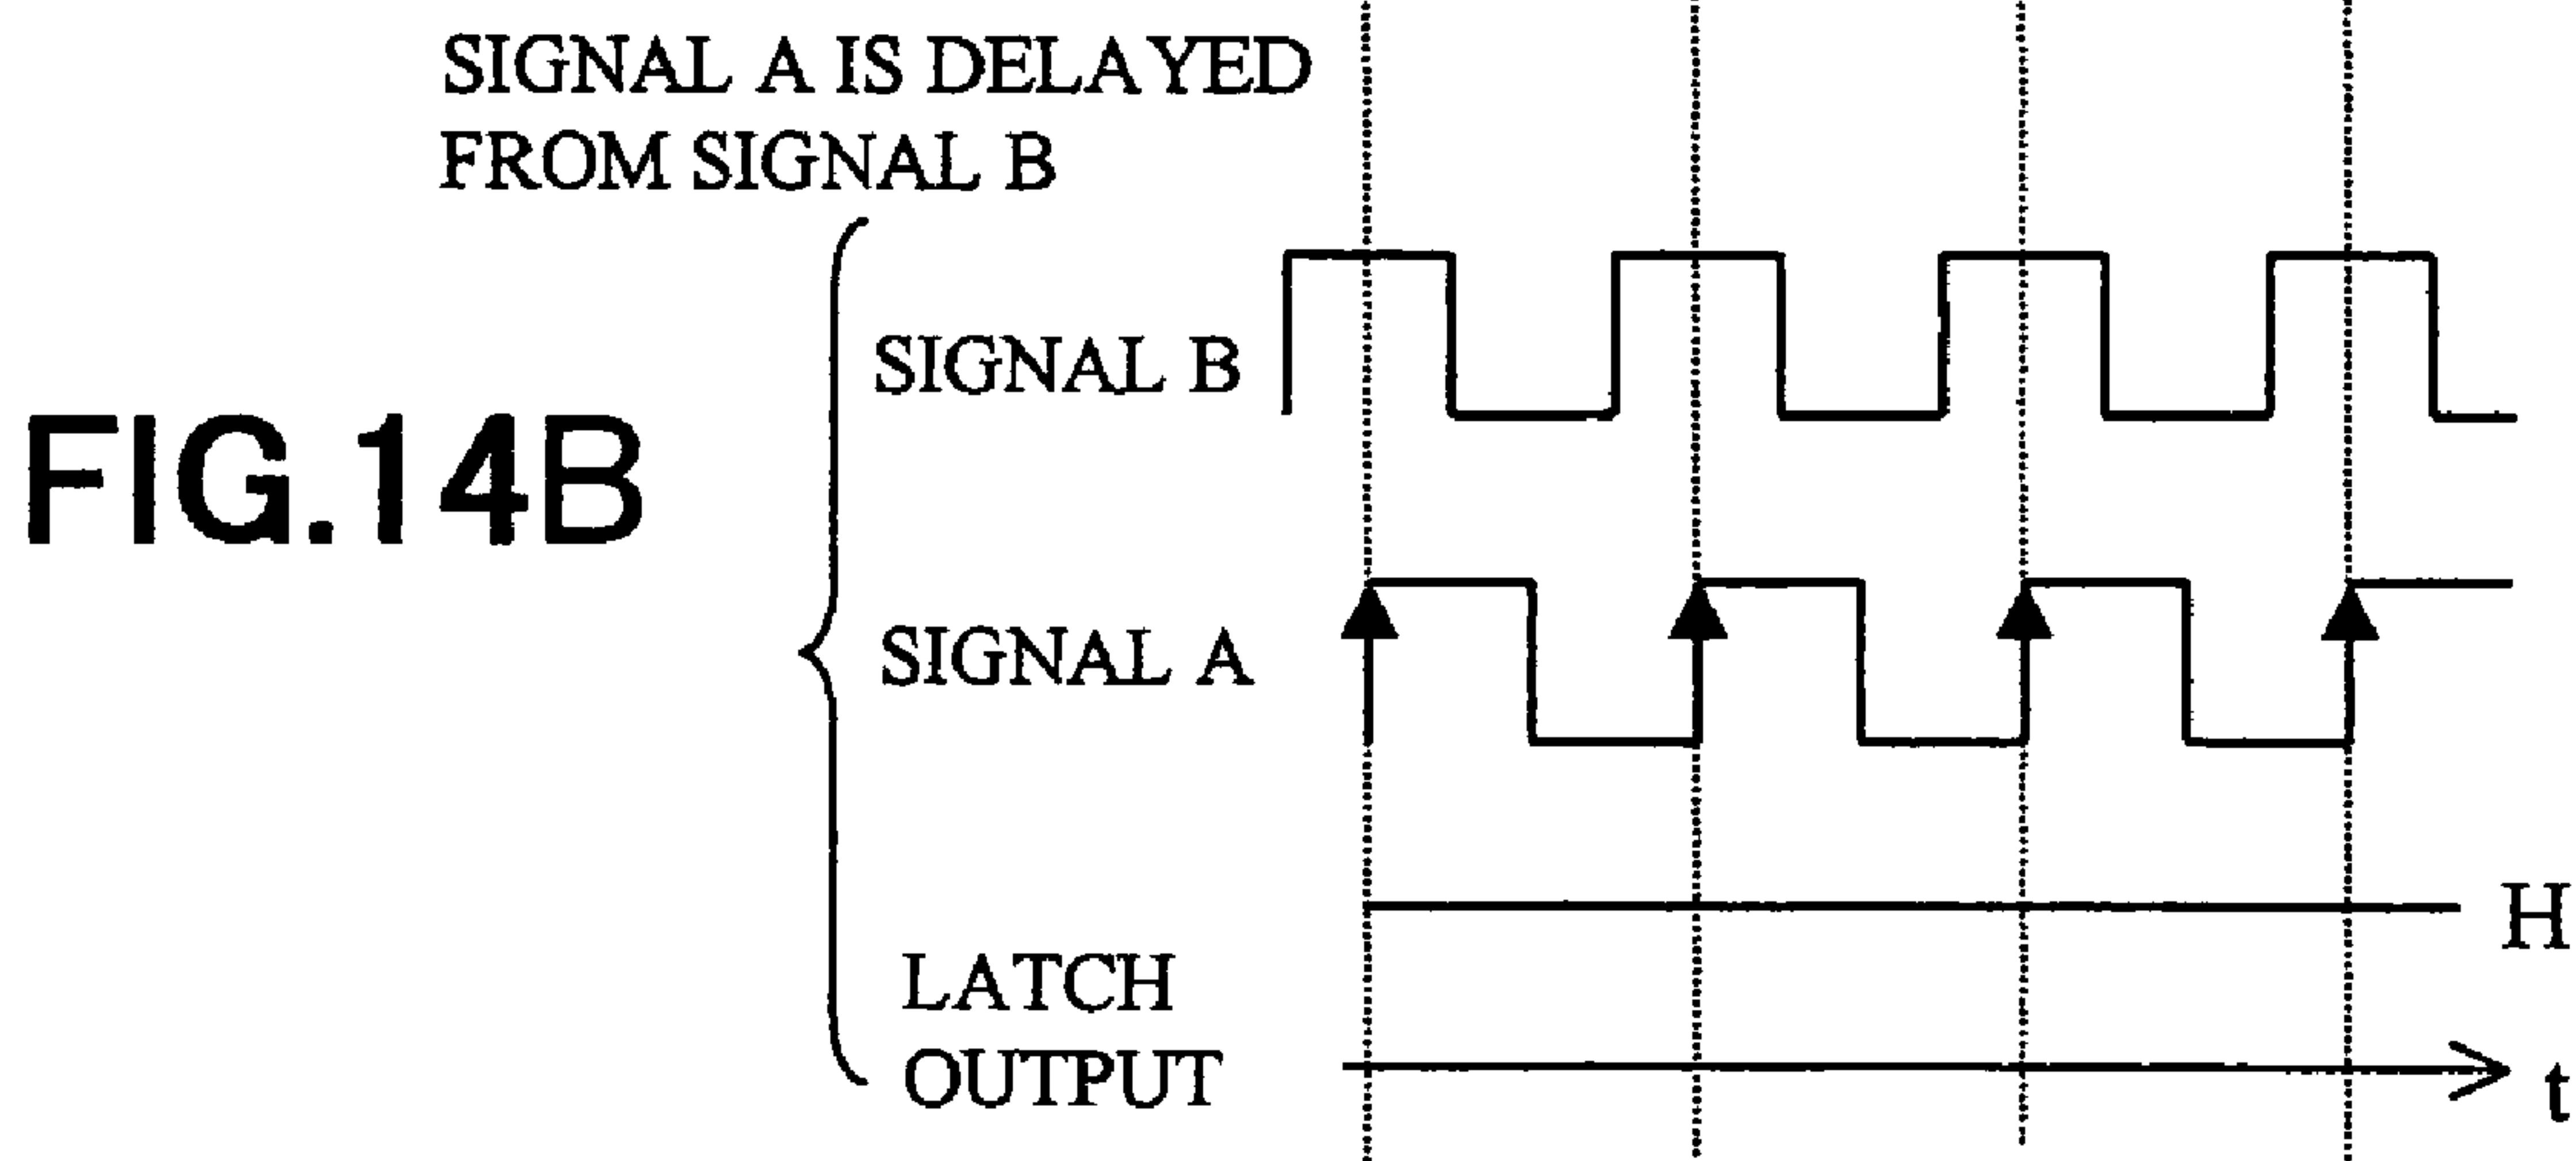 SIGNAL A IS DELAYED
FROM SIGNAL B
SIGNAL B
FIG.14B
SIGNAL A
H
LATCH
OUTPUT
t